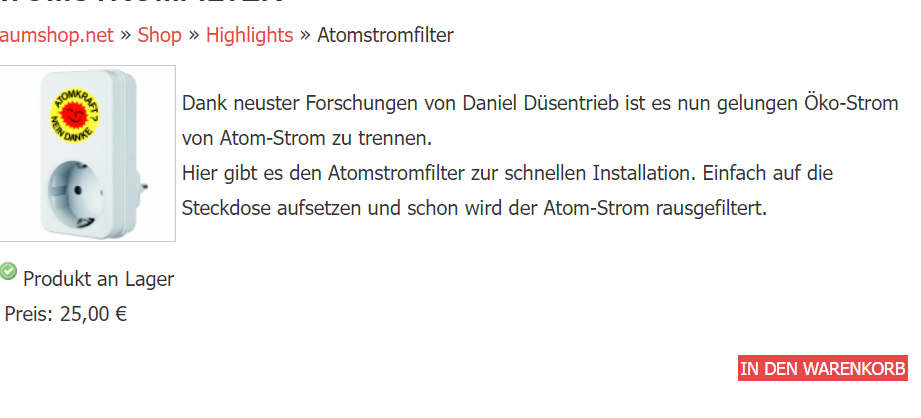 aumshop.net » Shop » Highlights » Atomstromfilter
ATOMKRAFT ?
NEIN DANKE
Dank neuster Forschungen von Daniel Düsentrieb ist es nun gelungen Öko-Strom
von Atom-Strom zu trennen.
Hier gibt es den Atomstromfilter zur schnellen Installation. Einfach auf die
Steckdose aufsetzen und schon wird der Atom-Strom rausgefiltert.
Produkt an Lager
Preis: 25,00 €
IN DEN WARENKORB